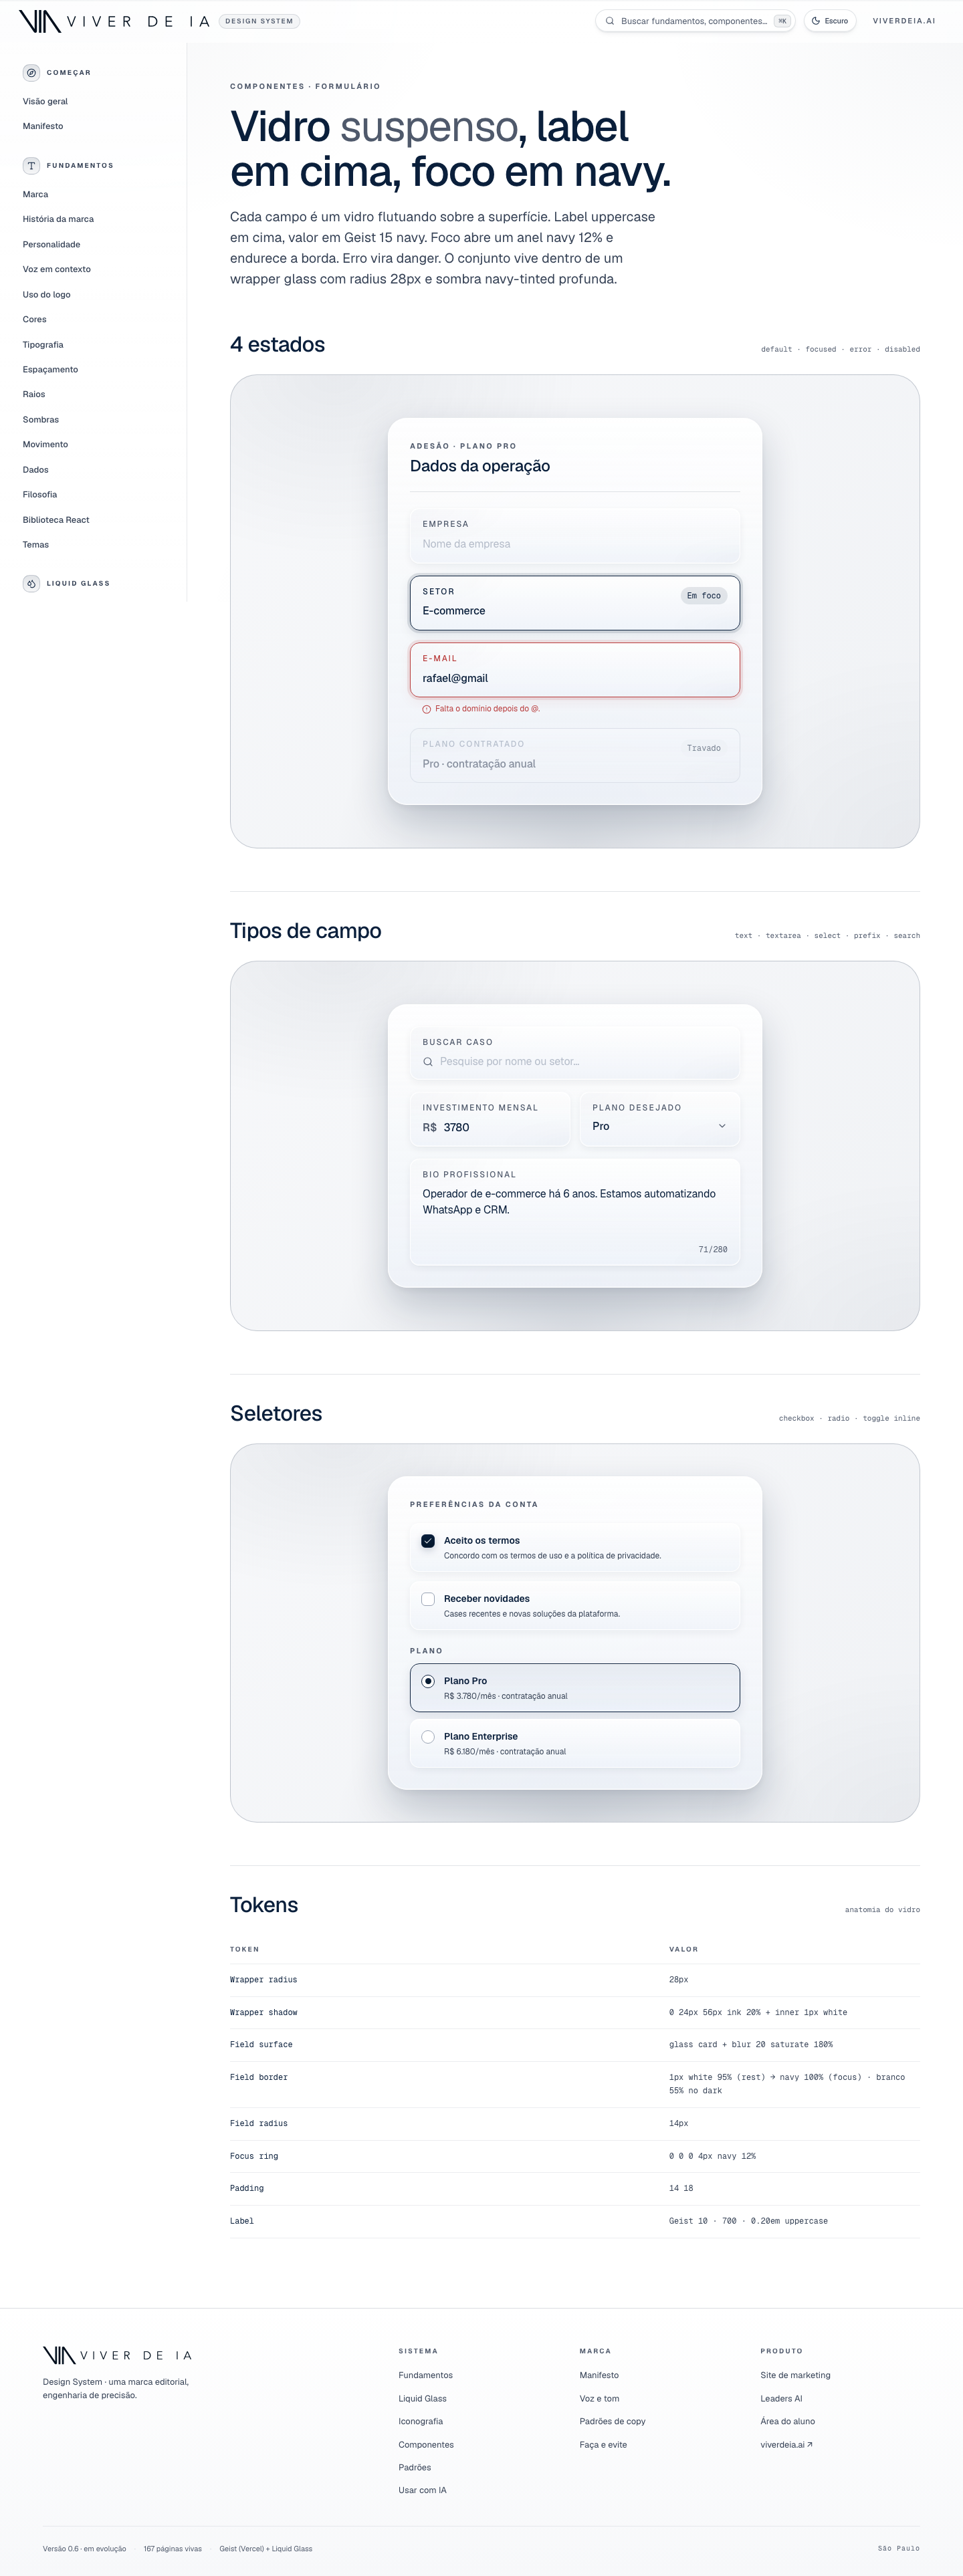 VIVER DE IA
DESIGN SYSTEM
Buscar fundamentos, componentes...
⌘K
Escuro
VIVERDEIA.AI
COMEÇAR
Visão geral
Manifesto
FUNDAMENTOS
Marca
História da marca
Personalidade
Voz em contexto
Uso do logo
Cores
Tipografia
Espaçamento
Raios
Sombras
Movimento
Dados
Filosofia
Biblioteca React
Temas
LIQUID GLASS
COMPONENTES · FORMULÁRIO
Vidro suspenso, label
em cima, foco em navy.
Cada campo é um vidro flutuando sobre a superfície. Label uppercase
em cima, valor em Geist 15 navy. Foco abre um anel navy 12% e
endurece a borda. Erro vira danger. O conjunto vive dentro de um
wrapper glass com radius 28px e sombra navy-tinted profunda.
4 estados
default · focused · error · disabled
ADESÃO · PLANO PRO
Dados da operação
EMPRESA
Nome da empresa
SETOR
Em foco
E-commerce
E-MAIL
rafael@gmail
Falta o domínio depois do @.
PLANO CONTRATADO
Travado
Pro · contratação anual
Tipos de campo
text · textarea · select · prefix · search
BUSCAR CASO
Pesquise por nome ou setor...
INVESTIMENTO MENSAL
R$ 3780
PLANO DESEJADO
Pro
BIO PROFISSIONAL
Operador de e-commerce há 6 anos. Estamos automatizando
WhatsApp e CRM.
71/280
Seletores
checkbox · radio · toggle inline
PREFERÊNCIAS DA CONTA
Aceito os termos
Concordo com os termos de uso e a política de privacidade.
Receber novidades
Cases recentes e novas soluções da plataforma.
PLANO
Plano Pro
R$ 3.780/mês · contratação anual
Plano Enterprise
R$ 6.180/mês · contratação anual
Tokens
anatomia do vidro
TOKEN VALOR
Wrapper radius 28px
Wrapper shadow 0 24px 56px ink 20% + inner 1px white
Field surface glass card + blur 20 saturate 180%
Field border 1px white 95% (rest) → navy 100% (focus) · branco
55% no dark
Field radius 14px
Focus ring 0 0 0 4px navy 12%
Padding 14 18
Label Geist 10 · 700 · 0.20em uppercase
VIVER DE IA
Design System · uma marca editorial,
engenharia de precisão.
SISTEMA
Fundamentos
Liquid Glass
Iconografia
Componentes
Padrões
Usar com IA
MARCA
Manifesto
Voz e tom
Padrões de copy
Faça e evite
PRODUTO
Site de marketing
Leaders AI
Área do aluno
viverdeia.ai ↗
Versão 0.6 · em evolução · 167 páginas vivas · Geist (Vercel) + Liquid Glass
São Paulo